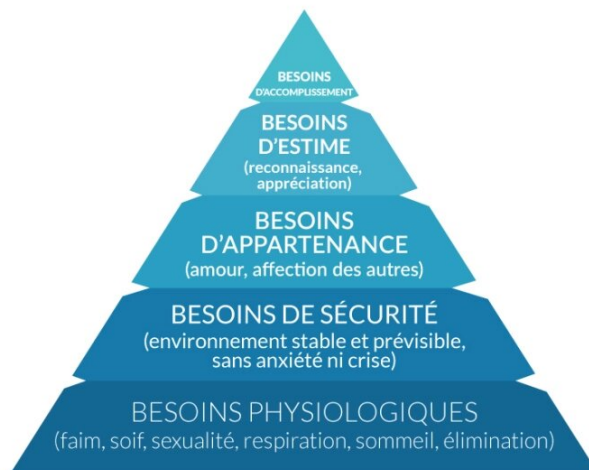 BESOINS
D'ACCOMPLISSEMENT
BESOINS
D'ESTIME
(reconnaissance,
appréciation)
BESOINS
D'APPARTENANCE
(amour, affection des autres)
BESOINS DE SÉCURITÉ
(environnement stable et prévisible,
sans anxiété ni crise)
BESOINS PHYSIOLOGIQUES
(faim, soif, sexualité, respiration, sommeil, élimination)